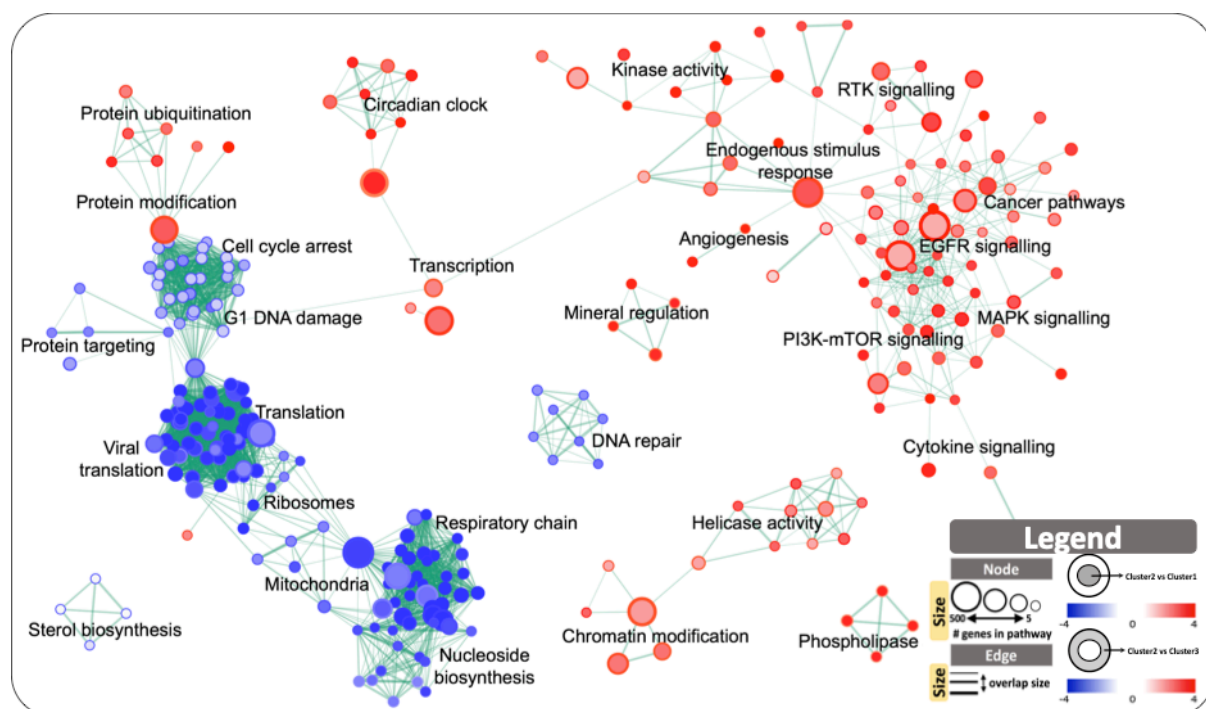 Kinase activity
RTK signalling
Protein ubiquitination
Circadian clock
Endogenous stimulus
response
Cancer pathways
Protein modification
Cell cycle arrest
Angiogenesis
EGFR signalling
Transcription
Mineral regulation
G1 DNA damage
MAPK signalling
Protein targeting
PI3K-mTOR signalling
Translation
DNA repair
Viral
translation
Cytokine signalling
Ribosomes
Respiratory chain
Helicase activity
Mitochondria
Sterol biosynthesis
Chromatin modification
Phospholipase
Nucleoside
biosynthesis
Legend
Node
Size
500
5
# genes in pathway
Cluster2 vs Cluster1
-4
0
4
Edge
Size
overlap size
Cluster2 vs Cluster3
-4
0
4